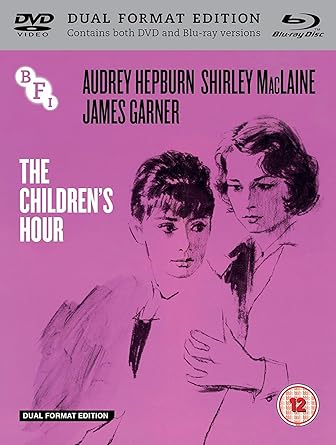 DVD
VIDEO
DUAL FORMAT EDITION
Contains both DVD and Blu-ray versions
Blu-ray Disc
BFI
AUDREY HEPBURN SHIRLEY MacLAINE
JAMES GARNER
THE
CHILDREN'S
HOUR
DUAL FORMAT EDITION
12